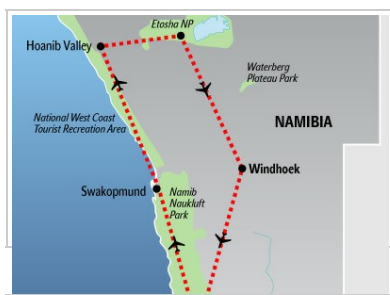 Etosha NP
Hoanib Valley
Waterberg
Plateau Park
National West Coast
Tourist Recreation Area
NAMIBIA
Windhoek
Swakopmund
Namib
Naukluft
Park